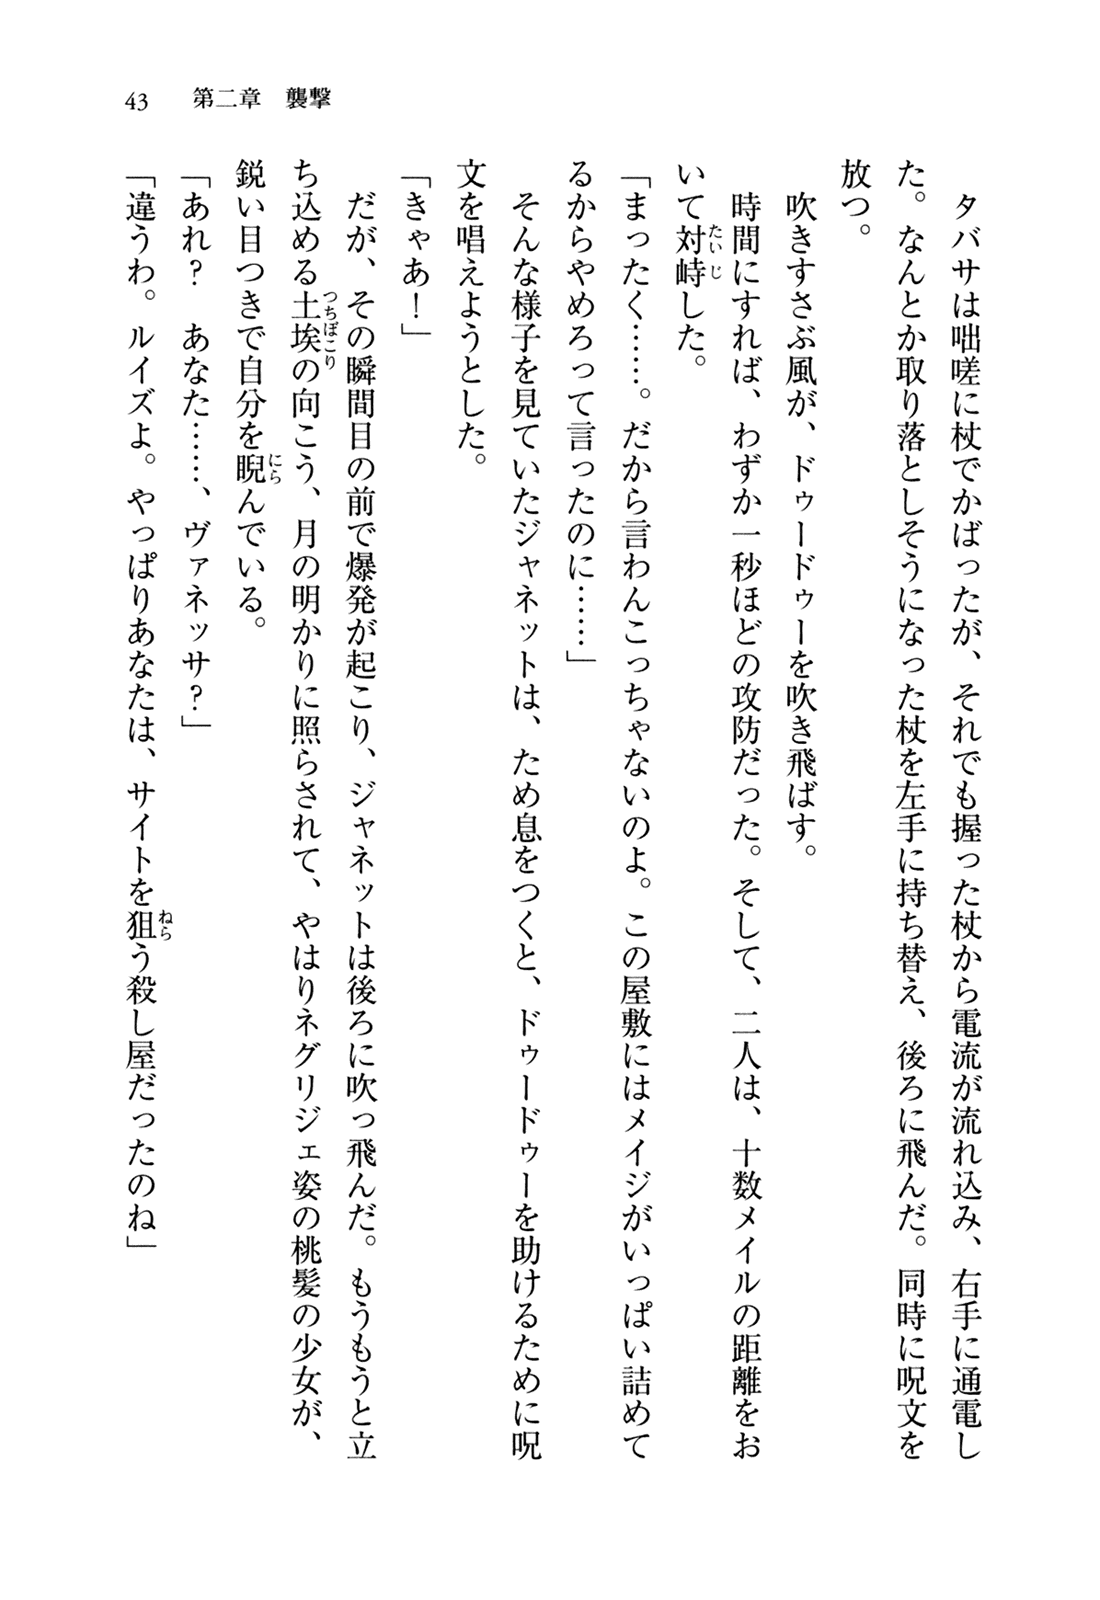 43　第二章　襲撃
　タバサは咄嗟に杖でかばったが、それでも握った杖から電流が流れ込み、右手に通電し
た。なんとか取り落としそうになった杖を左手に持ち替え、後ろに飛んだ。同時に呪文を
放つ。
　吹きすさぶ風が、ドゥードゥーを吹き飛ばす。
　時間にすれば、わずか一秒ほどの攻防だった。そして、二人は、十数メイルの距離をお
いて対峙した。
「まったく……。だから言わんこっちゃないのよ。この屋敷にはメイジがいっぱい詰めて
るからやめろって言ったのに……」
　そんな様子を見ていたジャネットは、ため息をつくと、ドゥードゥーを助けるために呪
文を唱えようとした。
「きゃあ！」
　だが、その瞬間目の前で爆発が起こり、ジャネットは後ろに吹っ飛んだ。もうもうと立
ち込める土埃の向こう、月の明かりに照らされて、やはりネグリジェ姿の桃髪の少女が、
鋭い目つきで自分を睨んでいる。
「あれ？　あなた……、ヴァネッサ？」
「違うわ。ルイズよ。やっぱりあなたは、サイトを狙う殺し屋だったのね」